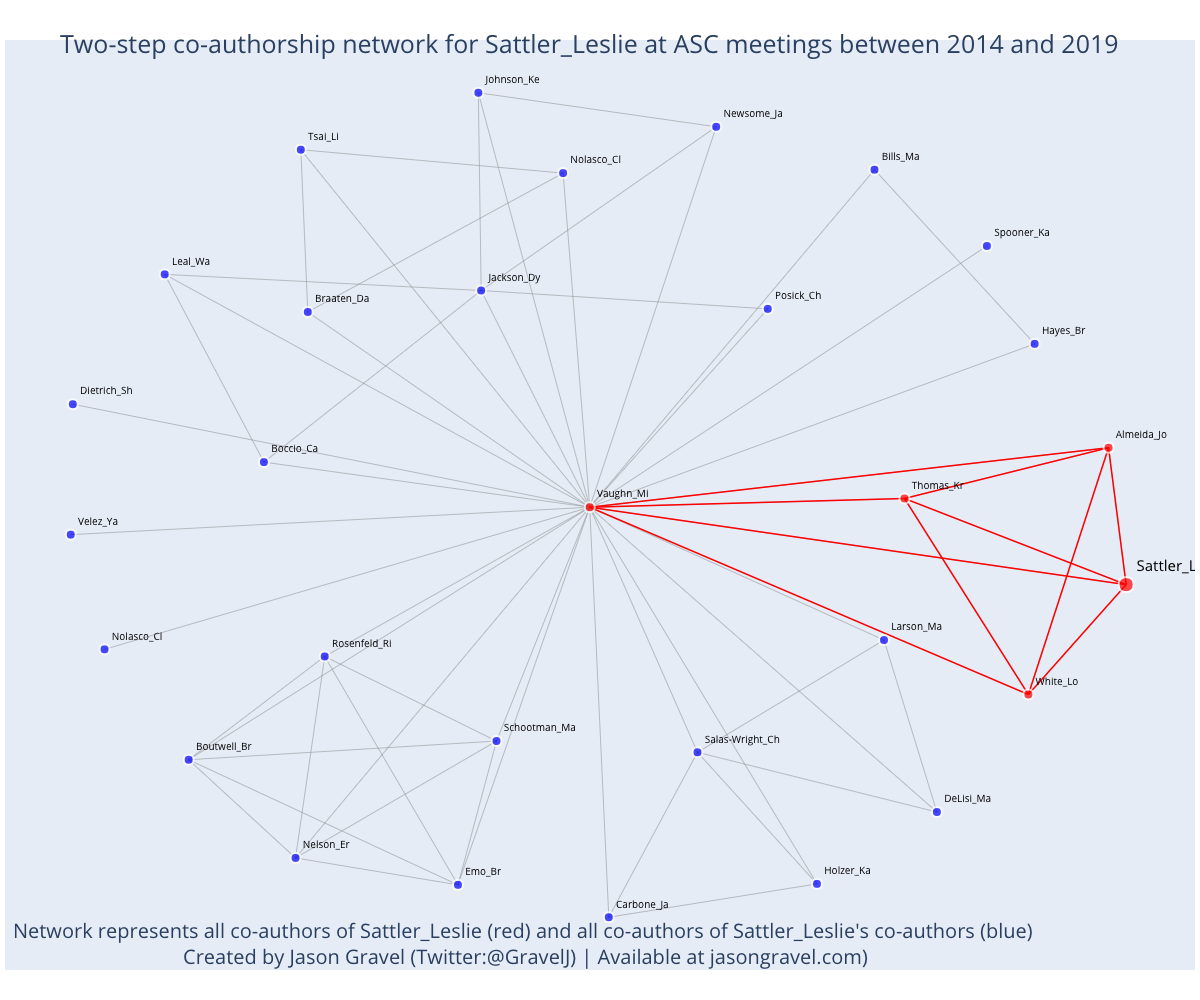 Two-step co-authorship network for Sattler_Leslie at ASC meetings between 2014 and 2019
Johnson_Ke
Newsome_Ja
Tsai_Li
Nolasco_Cl
Bills_Ma
Spooner_Ka
Leal_Wa
Jackson_Dy
Braaten_Da
Posick_Ch
Hayes_Br
Dietrich_Sh
Boccio_Ca
Almeida_Jo
Vaughn_Mi
Thomas_Kr
Velez_Ya
Sattler_L
Nolasco_Cl
Rosenfeld_Ri
Larson_Ma
White_Lo
Schootman_Ma
Boutwell_Br
Salas-Wright_Ch
DeLisi_Ma
Nelson_Er
Emo_Br
Holzer_Ka
Carbone_Ja
Network represents all co-authors of Sattler_Leslie (red) and all co-authors of Sattler_Leslie's co-authors (blue)
Created by Jason Gravel (Twitter:@GravelJ) | Available at jasongravel.com)